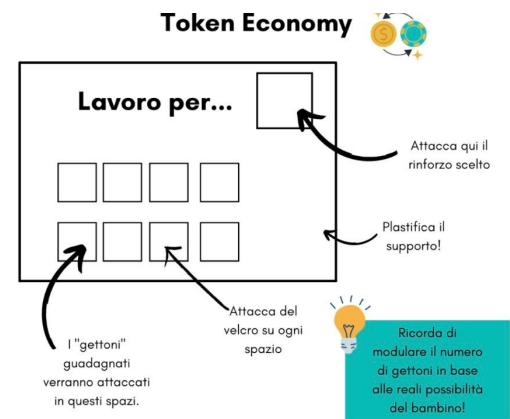 Token Economy
Lavoro per...
Attacca qui il
rinforzo scelto
Plastifica il
supporto!
Attacca del
velcro su ogni
spazio
I "gettoni"
guadagnati
verranno attaccati
in questi spazi.
Ricorda di
modulare il numero
di gettoni in base
alle reali possibilità
del bambino!